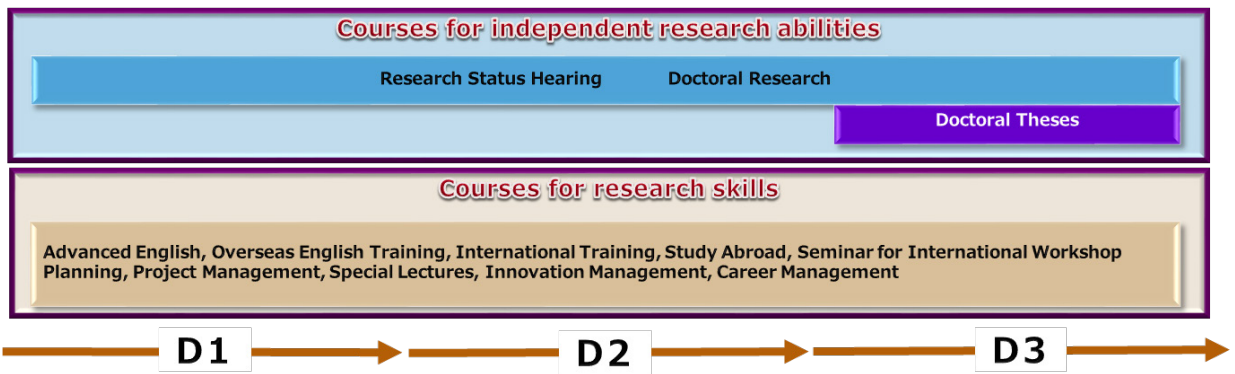 Courses for independent research abilities
Research Status Hearing Doctoral Research
Doctoral Theses
Courses for research skills
Advanced English, Overseas English Training, International Training, Study Abroad, Seminar for International Workshop
Planning, Project Management, Special Lectures, Innovation Management, Career Management
D1 D2 D3